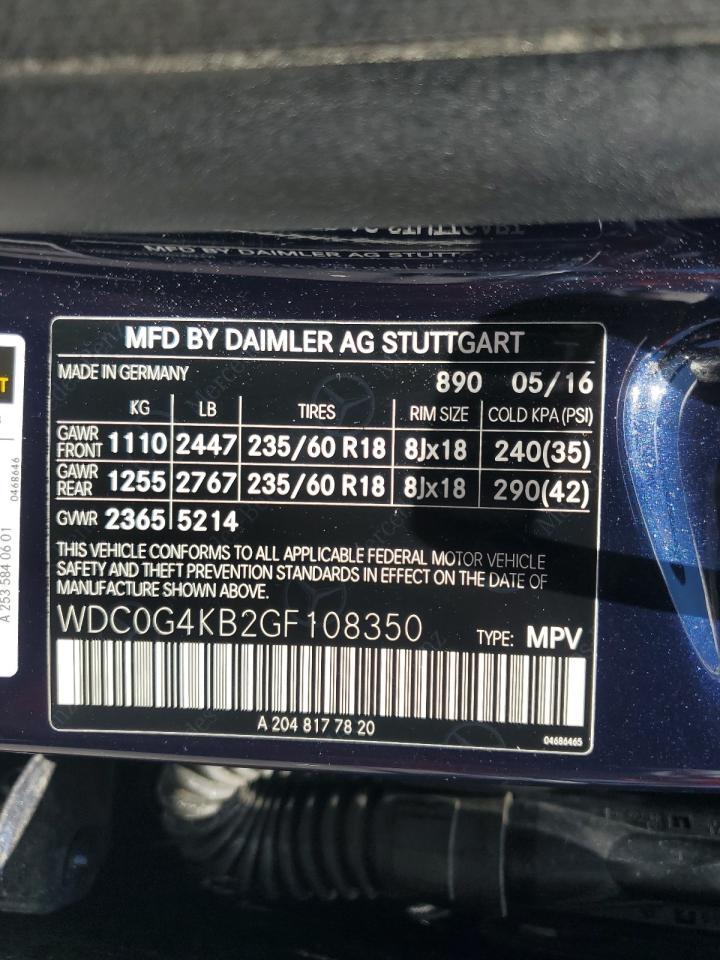 MFD BY DAIMLER AG STUTTGART
MFD BY DAIMLER AG STUTTGART
MADE IN GERMANY 890 05/16
KG LB TIRES RIM SIZE COLD KPA (PSI)
GAWR FRONT 1110 2447 235/60 R18 8Jx18 240(35)
GAWR REAR 1255 2767 235/60 R18 8Jx18 290(42)
GVWR 2365 5214
THIS VEHICLE CONFORMS TO ALL APPLICABLE FEDERAL MOTOR VEHICLE
SAFETY AND THEFT PREVENTION STANDARDS IN EFFECT ON THE DATE OF
MANUFACTURE SHOWN ABOVE.
WDC0G4KB2GF108350 TYPE: MPV
A 204 817 78 20
04686465
A 253 584 06 01
0468646